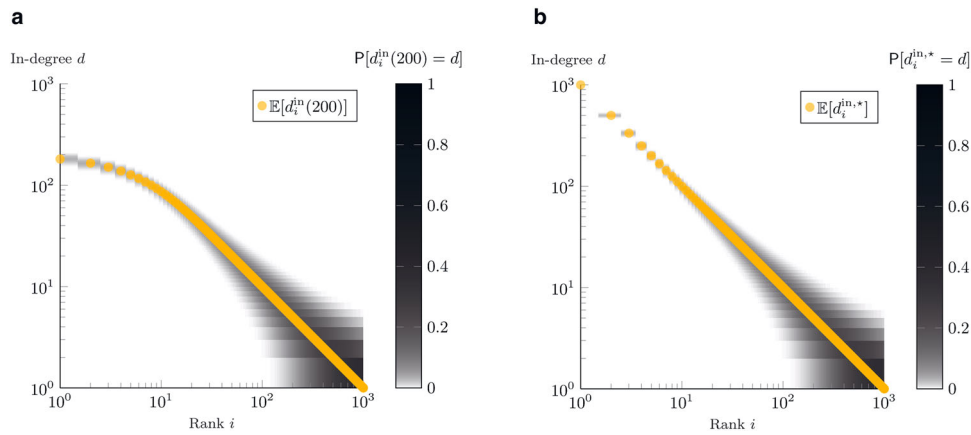 a
In-degree d
P[d_i^in(200) = d]
10^3
10^2
10^1
10^0
E[d_i^in(200)]
1
0.8
0.6
0.4
0.2
0
10^0 10^1 10^2 10^3
Rank i
b
In-degree d
P[d_i^{in,⋆} = d]
10^3
10^2
10^1
10^0
E[d_i^{in,⋆}]
1
0.8
0.6
0.4
0.2
0
10^0 10^1 10^2 10^3
Rank i